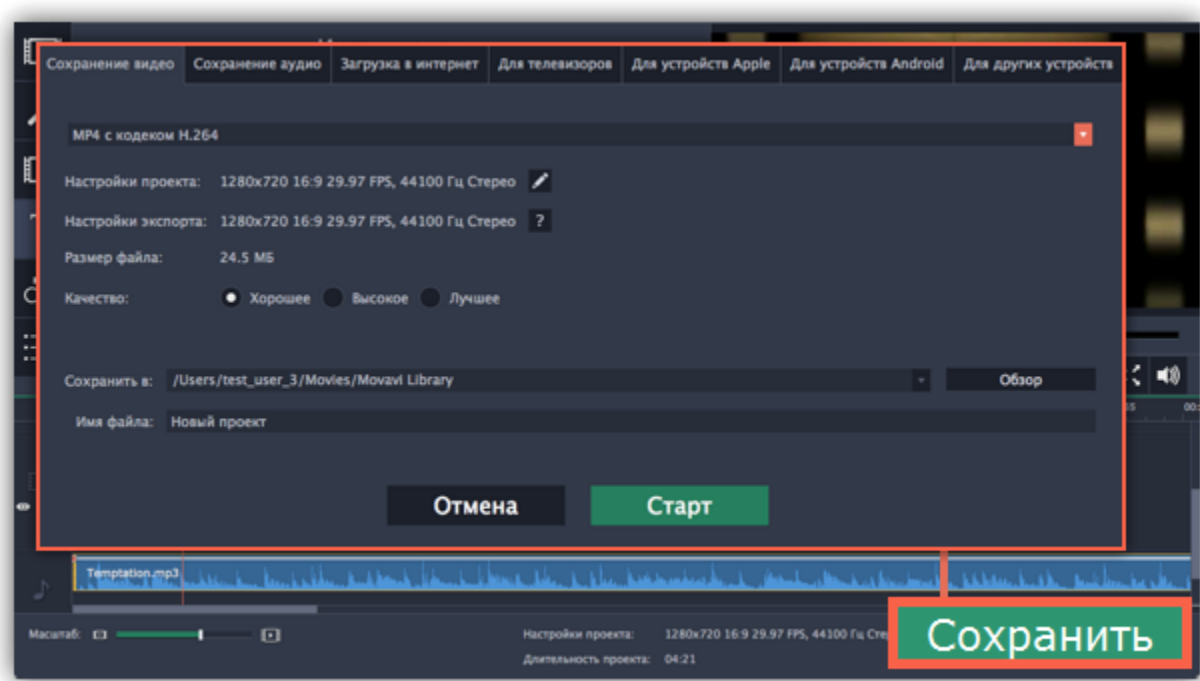 Сохранение видео Сохранение аудио Загрузка в интернет Для телевизоров Для устройств Apple Для устройств Android Для других устройств
MP4 с кодеком H.264
Настройки проекта: 1280x720 16:9 29.97 FPS, 44100 Гц Стерео
Настройки экспорта: 1280x720 16:9 29.97 FPS, 44100 Гц Стерео ?
Размер файла: 24.5 МБ
Качество: Хорошее Высокое Лучшее
Сохранить в: /Users/test_user_3/Movies/Movavi Library Обзор
Имя файла: Новый проект
Отмена Старт
Temptation.mp3
Масштаб:
Настройки проекта: 1280x720 16:9 29.97 FPS, 44100 Гц
Длительность проекта: 04:21
Сохранить